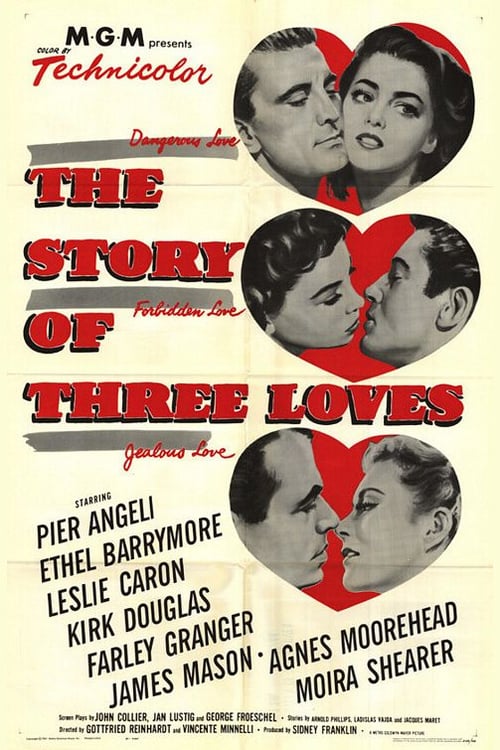 M·G·M presents
COLOR BY
Technicolor
Dangerous Love
THE
STORY
Forbidden Love
OF
THREE LOVES
Jealous Love
STARRING
PIER ANGELI
ETHEL BARRYMORE
LESLIE CARON
KIRK DOUGLAS
FARLEY GRANGER
JAMES MASON · AGNES MOOREHEAD
MOIRA SHEARER
Screen Plays by JOHN COLLIER, JAN LUSTIG and GEORGE FROESCHEL · Stories by ARNOLD PHILLIPS, LADISLAS VAJDA and JACQUES MARET
Directed by GOTTFRIED REINHARDT and VINCENTE MINNELLI · Produced by SIDNEY FRANKLIN · A METRO GOLDWYN MAYER PICTURE